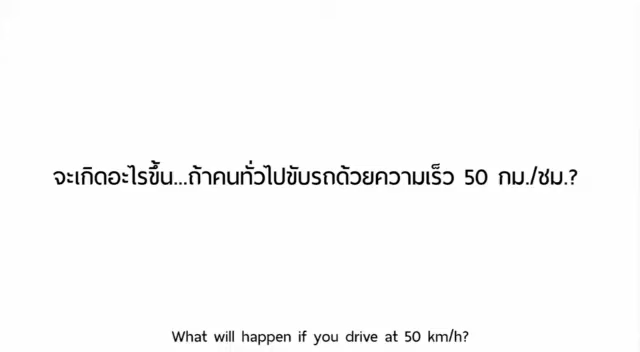 จะเกิดอะไรขึ้น...ถ้าคนทั่วไปขับรถด้วยความเร็ว 50 กม./ชม.?
What will happen if you drive at 50 km/h?